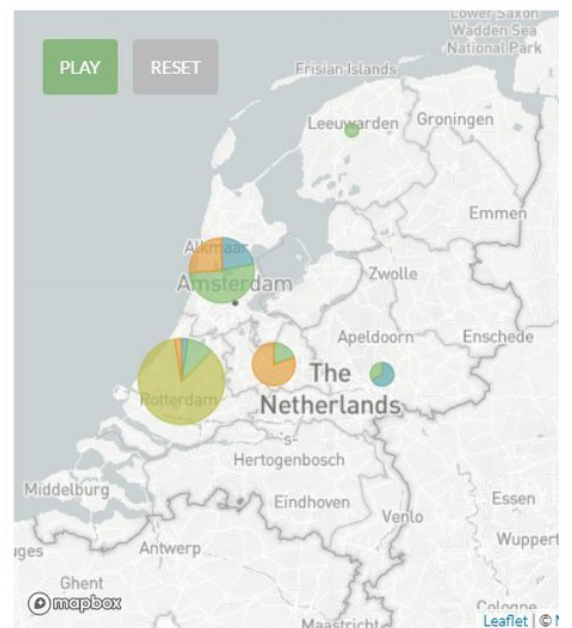 Lower Saxon
Wadden Sea
National Park
PLAY
RESET
Frisian Islands
Leeuwarden
Groningen
Emmen
Alkmaar
Zwolle
Amsterdam
Apeldoorn
Enschede
The
Netherlands
Rotterdam
's-
Hertogenbosch
Middelburg
Eindhoven
Venlo
Essen
Wuppert
uges
Antwerp
Ghent
mapbox
Maastricht
Cologne
Leaflet | ©